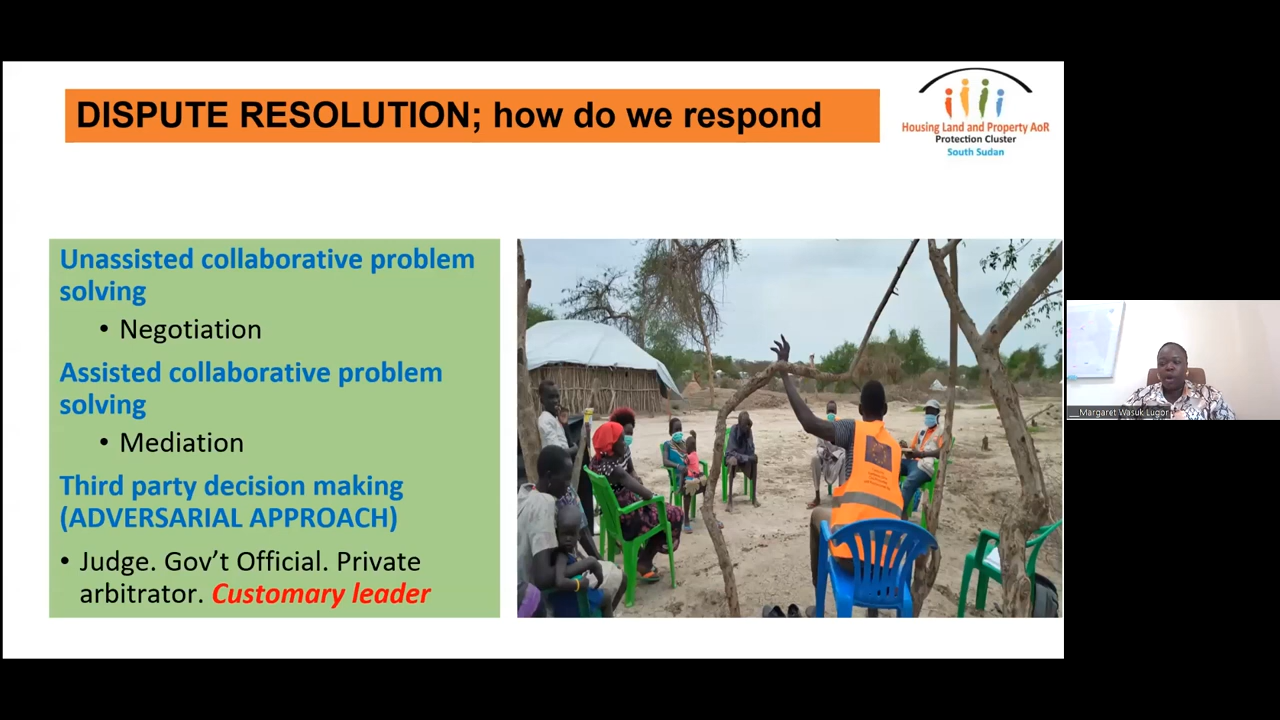 DISPUTE RESOLUTION; how do we respond
Housing Land and Property AoR
Protection Cluster
South Sudan
Unassisted collaborative problem
solving
• Negotiation
Assisted collaborative problem
solving
• Mediation
Third party decision making
(ADVERSARIAL APPROACH)
• Judge. Gov’t Official. Private
arbitrator. Customary leader
__Margaret Wasuk Lugor